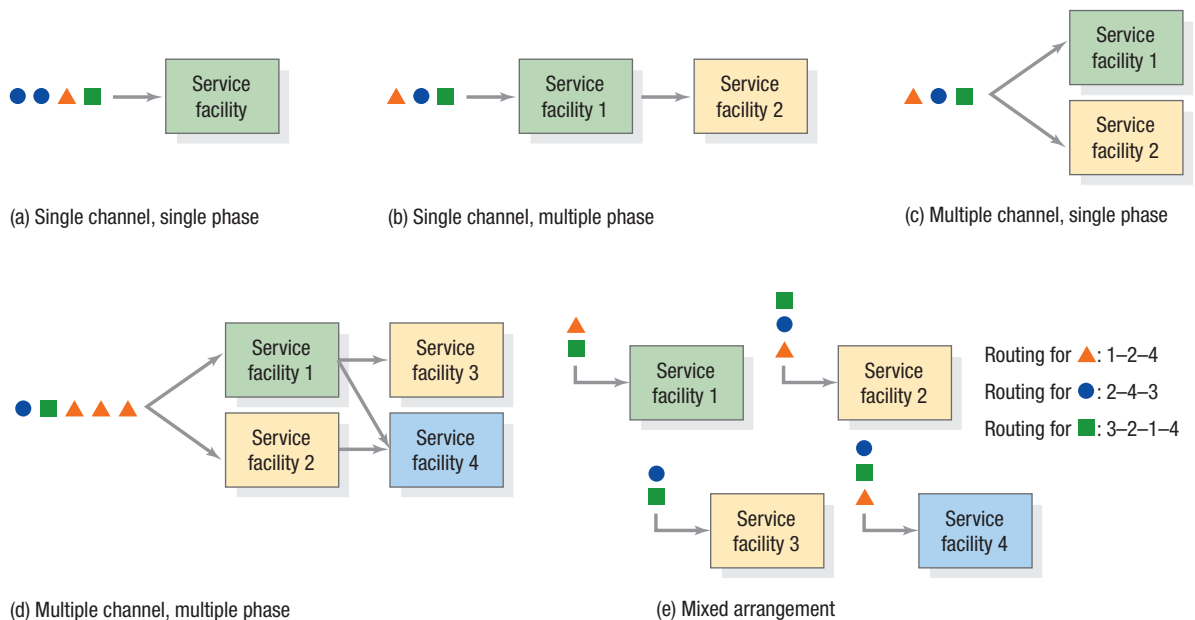 Service
facility
(a) Single channel, single phase
Service
facility 1
Service
facility 2
(b) Single channel, multiple phase
Service
facility 1
Service
facility 2
(c) Multiple channel, single phase
Service
facility 1
Service
facility 3
Service
facility 2
Service
facility 4
(d) Multiple channel, multiple phase
Service
facility 1
Service
facility 2
Service
facility 3
Service
facility 4
Routing for : 1–2–4
Routing for : 2–4–3
Routing for : 3–2–1–4
(e) Mixed arrangement